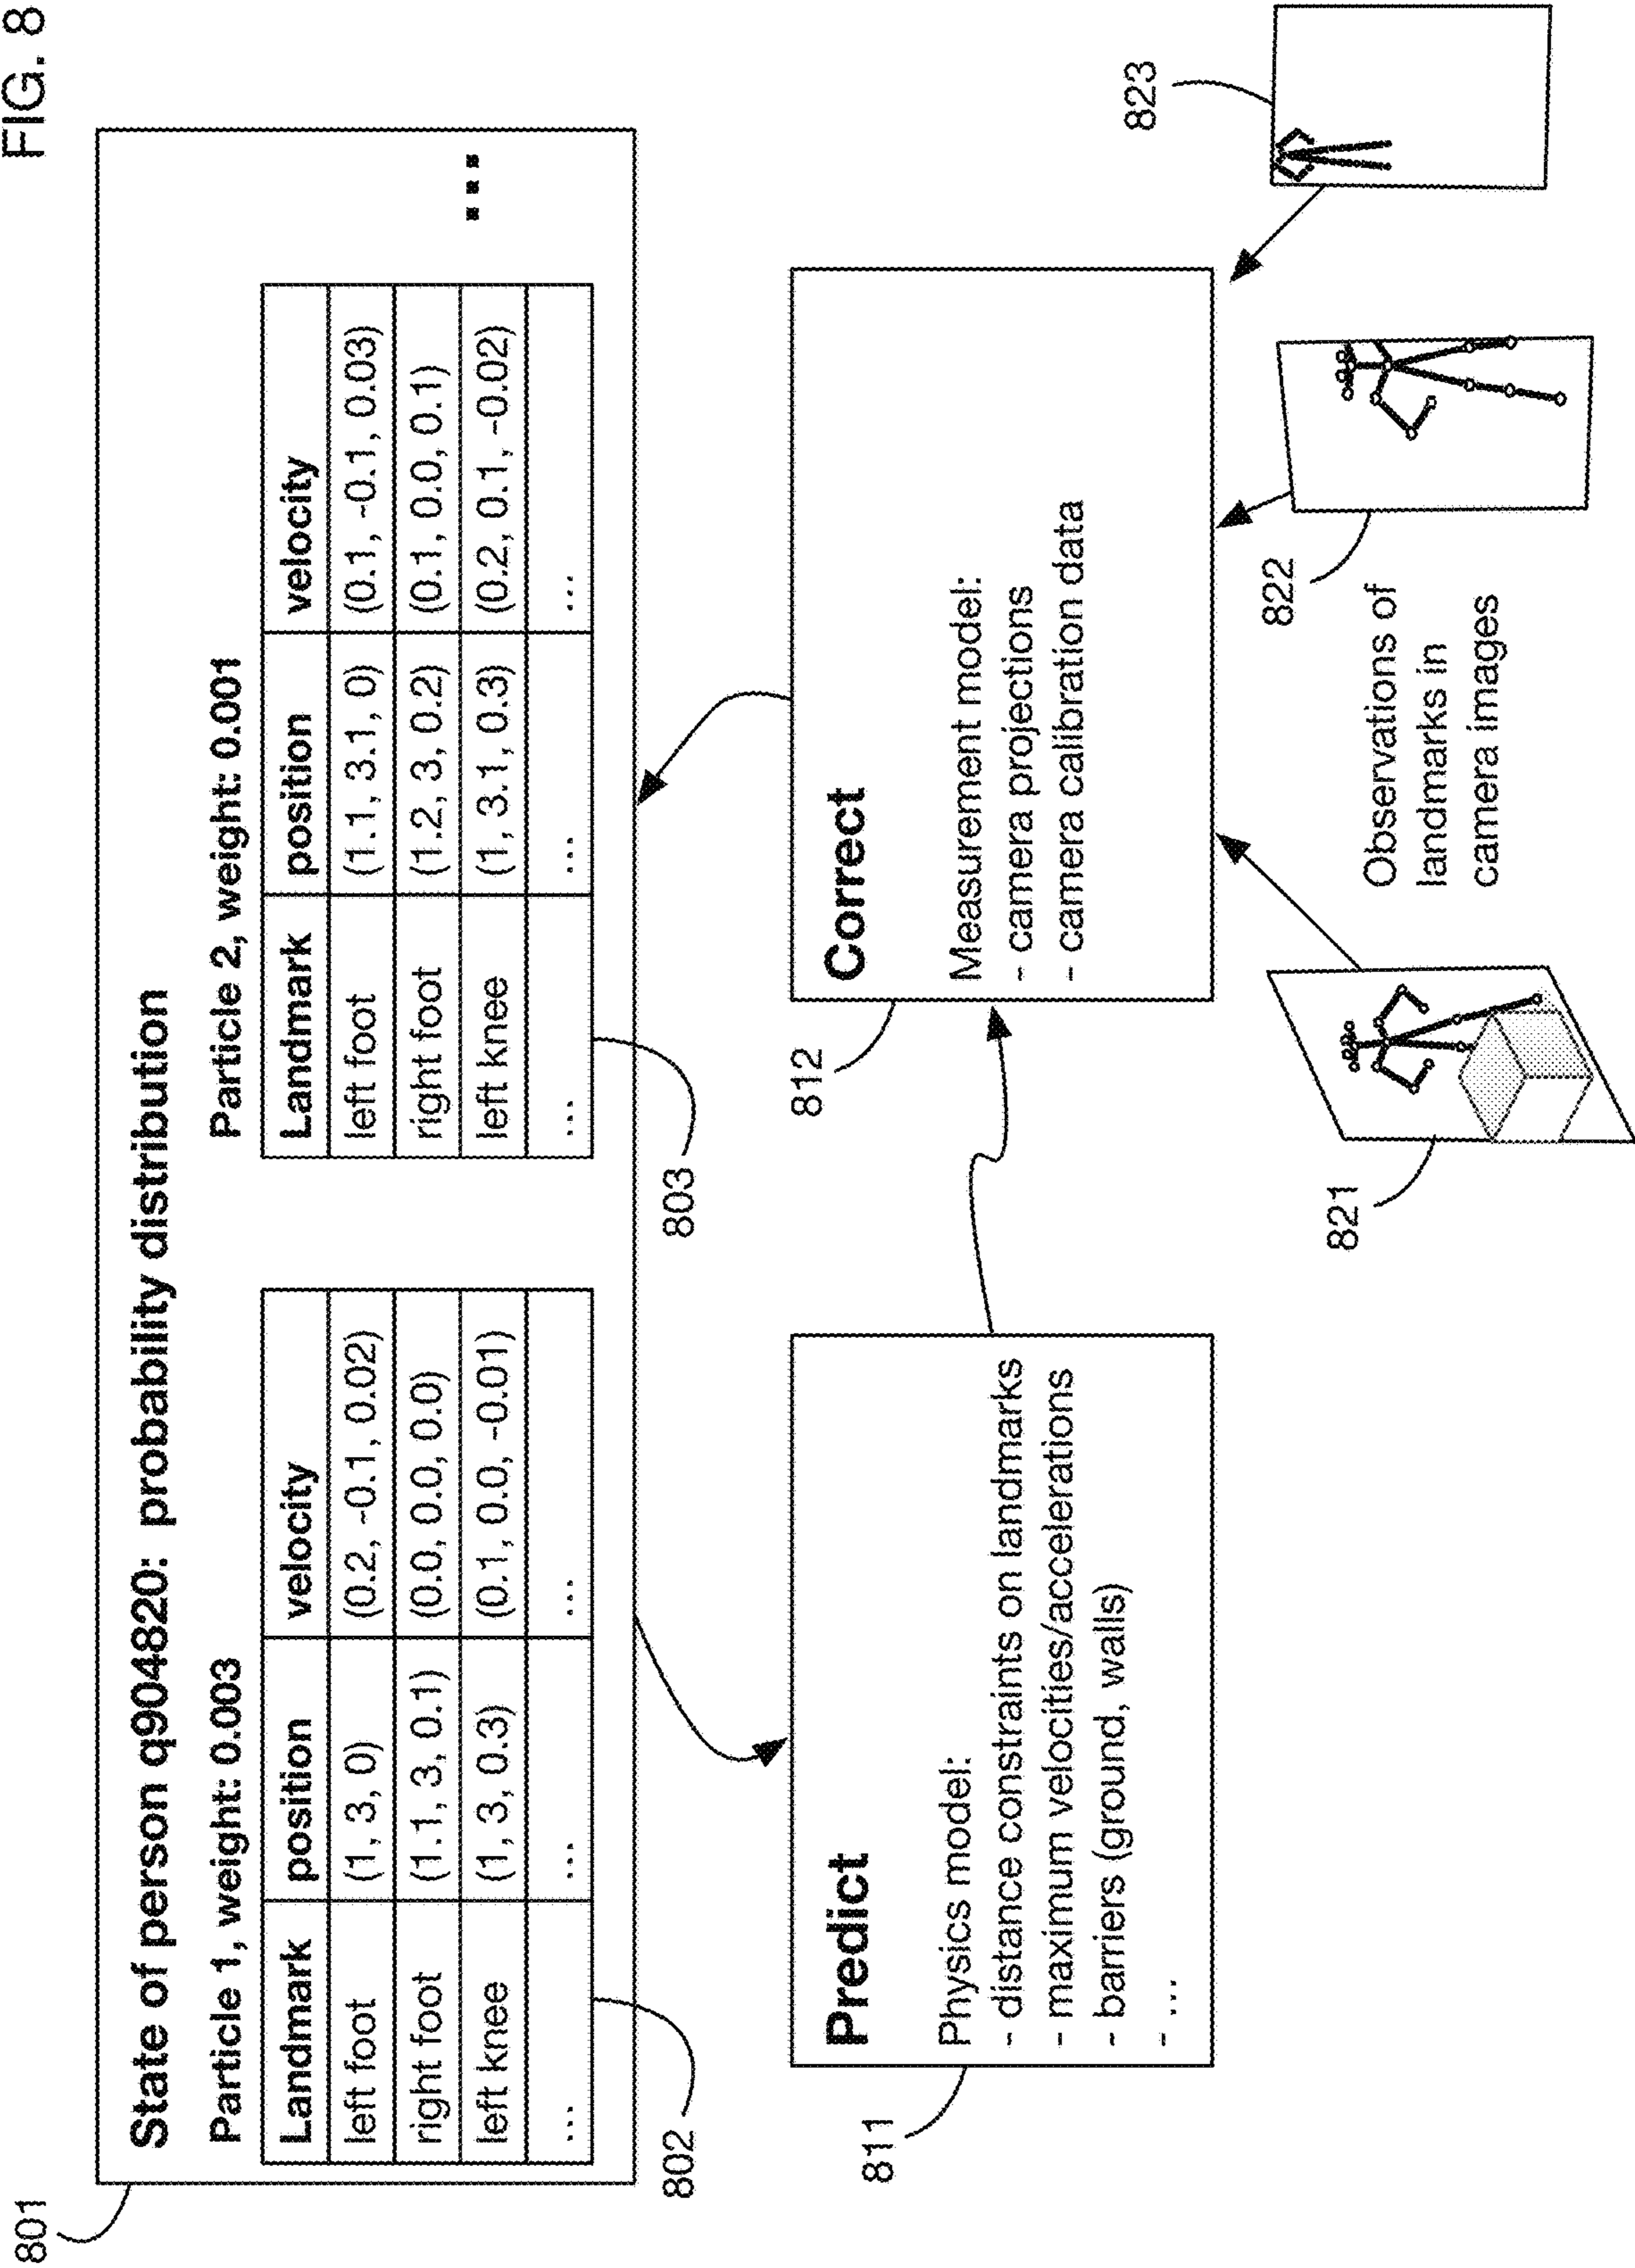 FIG. 8
801
State of person q904820: probability distribution
Particle 1, weight: 0.003
Landmark position velocity
left foot (1, 3, 0) (0.2, -0.1, 0.02)
right foot (1.1, 3, 0.1) (0.0, 0.0, 0.0)
left knee (1, 3, 0.3) (0.1, 0.0, -0.01)
... ... ...
802
Particle 2, weight: 0.001
Landmark position velocity
left foot (1.1, 3.1, 0) (0.1, -0.1, 0.03)
right foot (1.2, 3, 0.2) (0.1, 0.0, 0.1)
left knee (1, 3.1, 0.3) (0.2, 0.1, -0.02)
... ... ...
803
...
811
Predict
Physics model:
- distance constraints on landmarks
- maximum velocities/accelerations
- barriers (ground, walls)
- ...
812
Correct
Measurement model:
- camera projections
- camera calibration data
821
Observations of
landmarks in
camera images
822
823